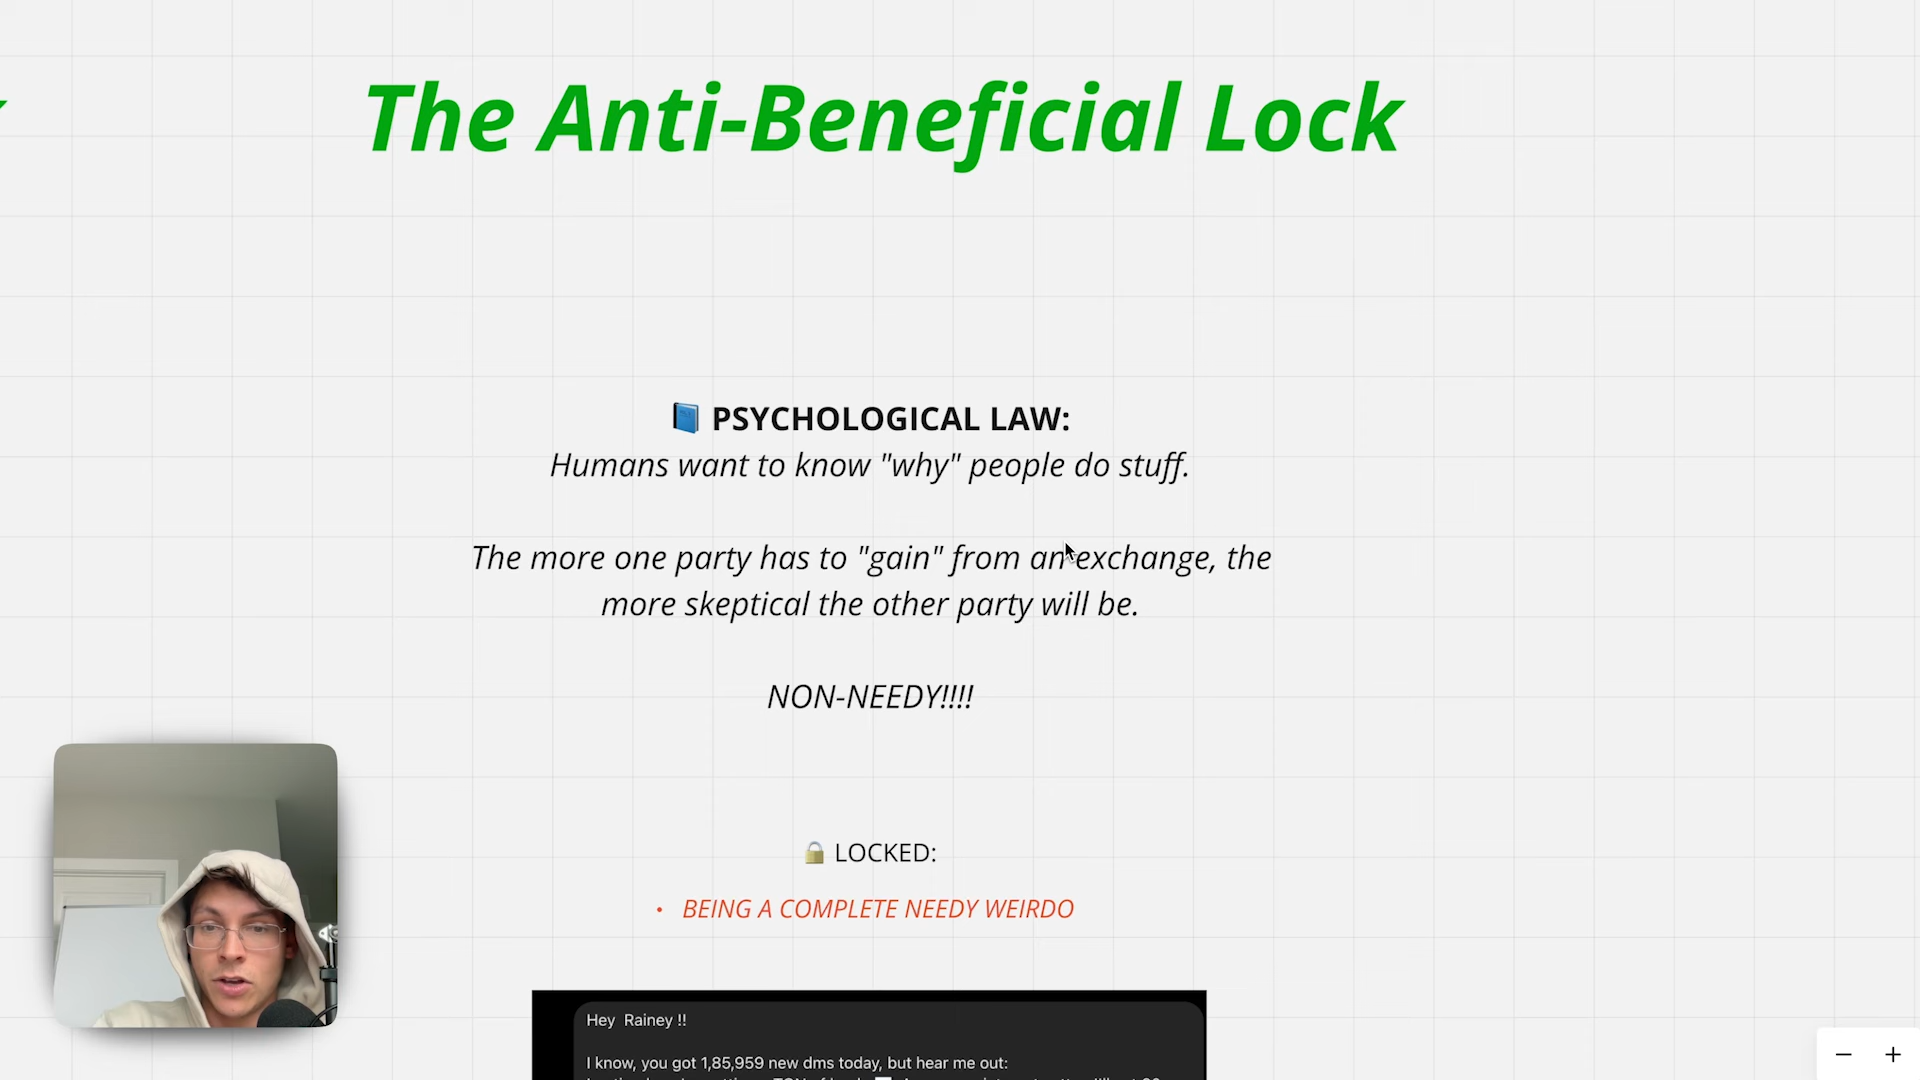 The Anti-Beneficial Lock
📘 PSYCHOLOGICAL LAW:
Humans want to know "why" people do stuff.
The more one party has to "gain" from an exchange, the
more skeptical the other party will be.
NON-NEEDY!!!!
🔒 LOCKED:
• BEING A COMPLETE NEEDY WEIRDO
Hey Rainey !!
I know, you got 1,85,959 new dms today, but hear me out: